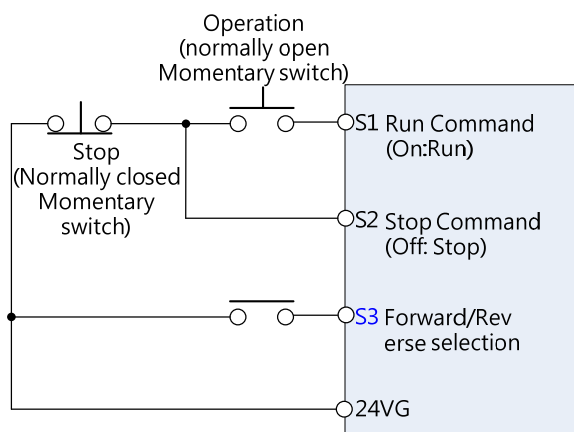 Operation
(normally open
Momentary switch)
S1 Run Command
(On:Run)
Stop
(Normally closed
Momentary
switch)
S2 Stop Command
(Off: Stop)
S3 Forward/Rev
erse selection
24VG